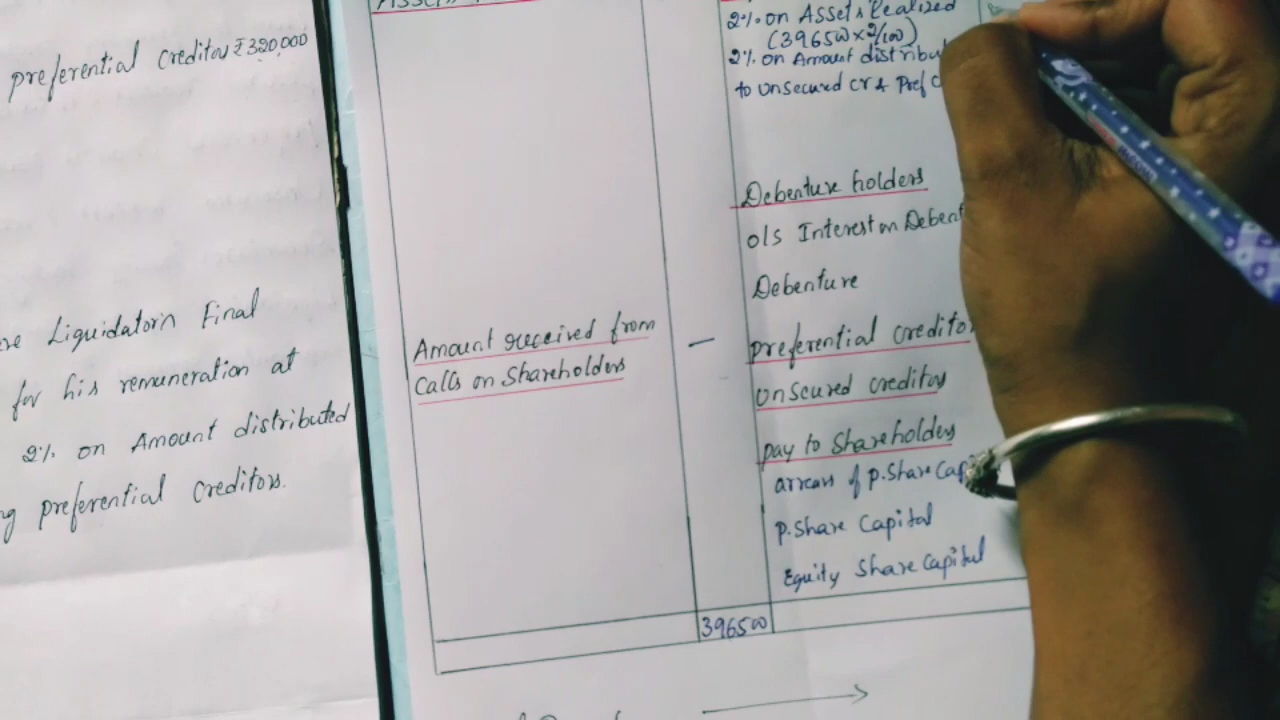 preferential creditors ₹320,000
Liquidator's Final
for his remuneration at
2% on Amount distributed
preferential Creditors.
2% on Assets Realized
(396500 x 2/100)
2% on Amount distribu
to Unsecured Cr & Pref C
Debenture holders
o/s Interest on Debent
Debenture
Amount received from
Calls on Shareholders
—
preferential creditor
Unscured creditors
pay to Shareholders
arrears of P.Share Cap
P.Share Capital
Equity Share Capital
396500